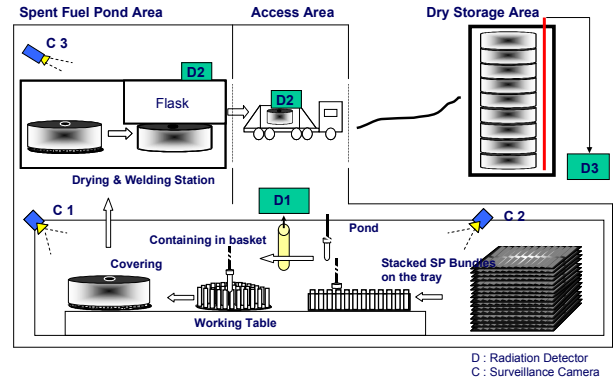 Spent Fuel Pond Area
Access Area
Dry Storage Area
C 3
D2
Flask
D2
D3
Drying & Welding Station
C 1
D1
C 2
Pond
Containing in basket
Stacked SP Bundles
on the tray
Covering
Working Table
D : Radiation Detector
C : Surveillance Camera